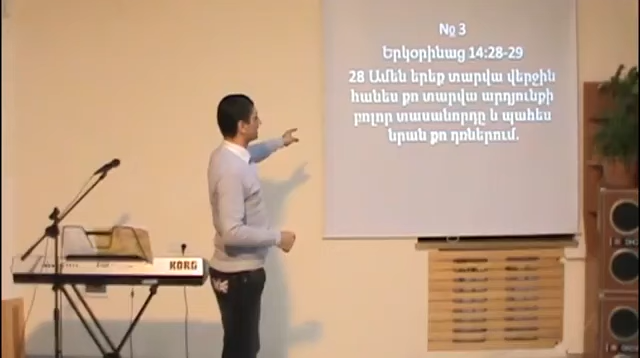 № 3
Երկօրինաց 14:28-29
28 Ամեն երեք տարվա վերջին
հանես քո տարվա արդյունքի
բոլոր տասանորդը և պահես
նրան քո դռներում.
KORG